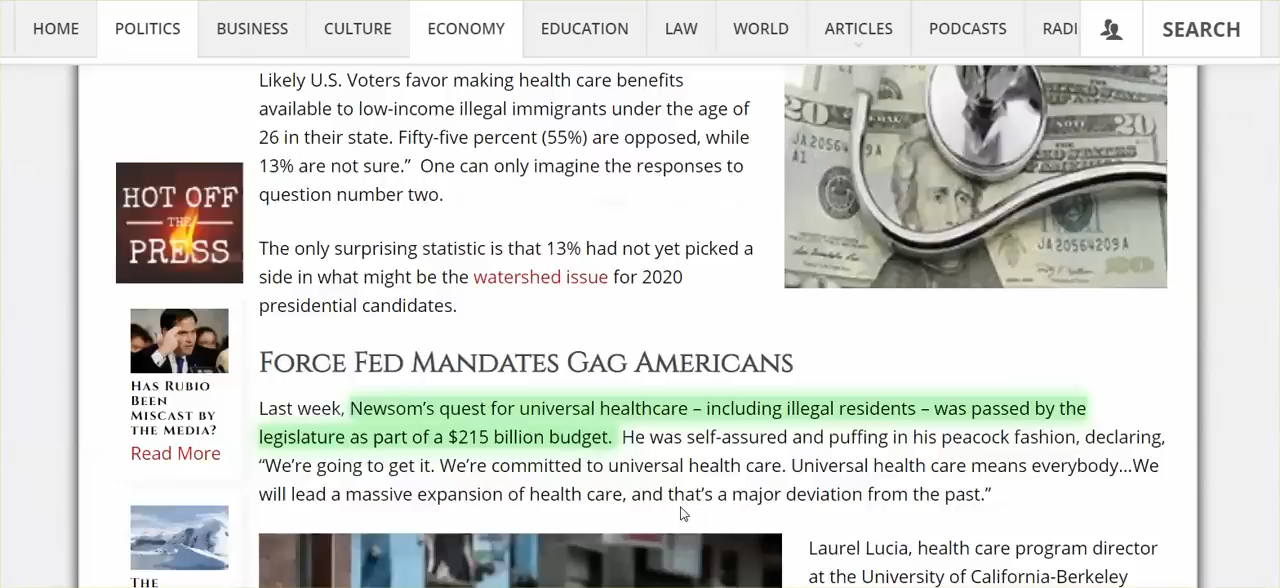 HOME POLITICS BUSINESS CULTURE ECONOMY EDUCATION LAW WORLD ARTICLES PODCASTS RADI SEARCH
Likely U.S. Voters favor making health care benefits
available to low-income illegal immigrants under the age of
26 in their state. Fifty-five percent (55%) are opposed, while
13% are not sure.” One can only imagine the responses to
question number two.
The only surprising statistic is that 13% had not yet picked a
side in what might be the watershed issue for 2020
presidential candidates.
20
20
JA 20564209A
20
HOT OFF
THE
PRESS
HAS RUBIO
BEEN
MISCAST BY
THE MEDIA?
Read More
THE
FORCE FED MANDATES GAG AMERICANS
Last week, Newsom’s quest for universal healthcare – including illegal residents – was passed by the
legislature as part of a $215 billion budget. He was self-assured and puffing in his peacock fashion, declaring,
“We’re going to get it. We’re committed to universal health care. Universal health care means everybody…We
will lead a massive expansion of health care, and that’s a major deviation from the past.”
Laurel Lucia, health care program director
at the University of California-Berkeley